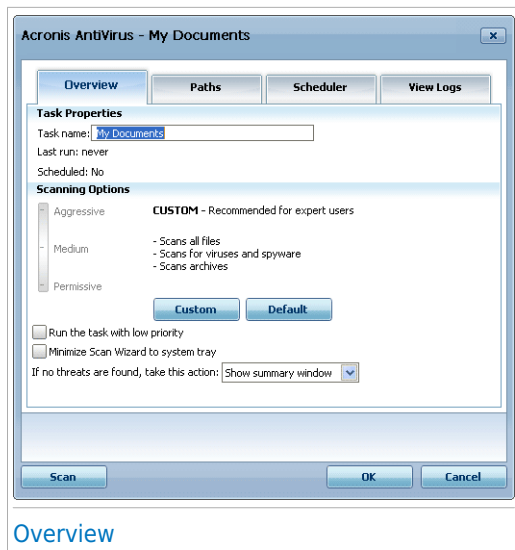 Acronis AntiVirus - My Documents
Overview Paths Scheduler View Logs
Task Properties
Task name: My Documents
Last run: never
Scheduled: No
Scanning Options
Aggressive CUSTOM - Recommended for expert users
- Scans all files
Medium - Scans for viruses and spyware
- Scans archives
Permissive
Custom Default
Run the task with low priority
Minimize Scan Wizard to system tray
If no threats are found, take this action: Show summary window
Scan OK Cancel
Overview